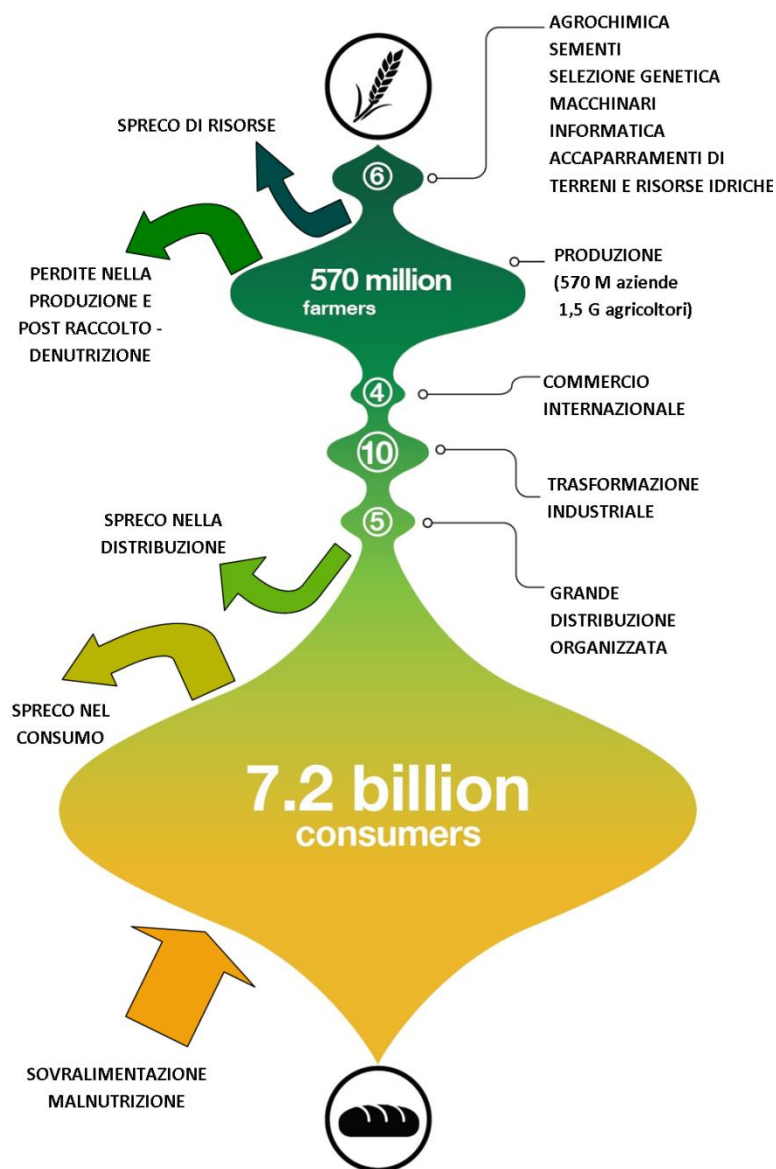 AGROCHIMICA
SEMENTI
SELEZIONE GENETICA
MACCHINARI
INFORMATICA
ACCAPARRAMENTI DI
TERRENI E RISORSE IDRICHE
SPRECO DI RISORSE
6
PERDITE NELLA
PRODUZIONE E
POST RACCOLTO -
DENUTRIZIONE
570 million
farmers
PRODUZIONE
(570 M aziende
1,5 G agricoltori)
4
COMMERCIO
INTERNAZIONALE
10
TRASFORMAZIONE
INDUSTRIALE
SPRECO NELLA
DISTRIBUZIONE
5
GRANDE
DISTRIBUZIONE
ORGANIZZATA
SPRECO NEL
CONSUMO
7.2 billion
consumers
SOVRALIMENTAZIONE
MALNUTRIZIONE